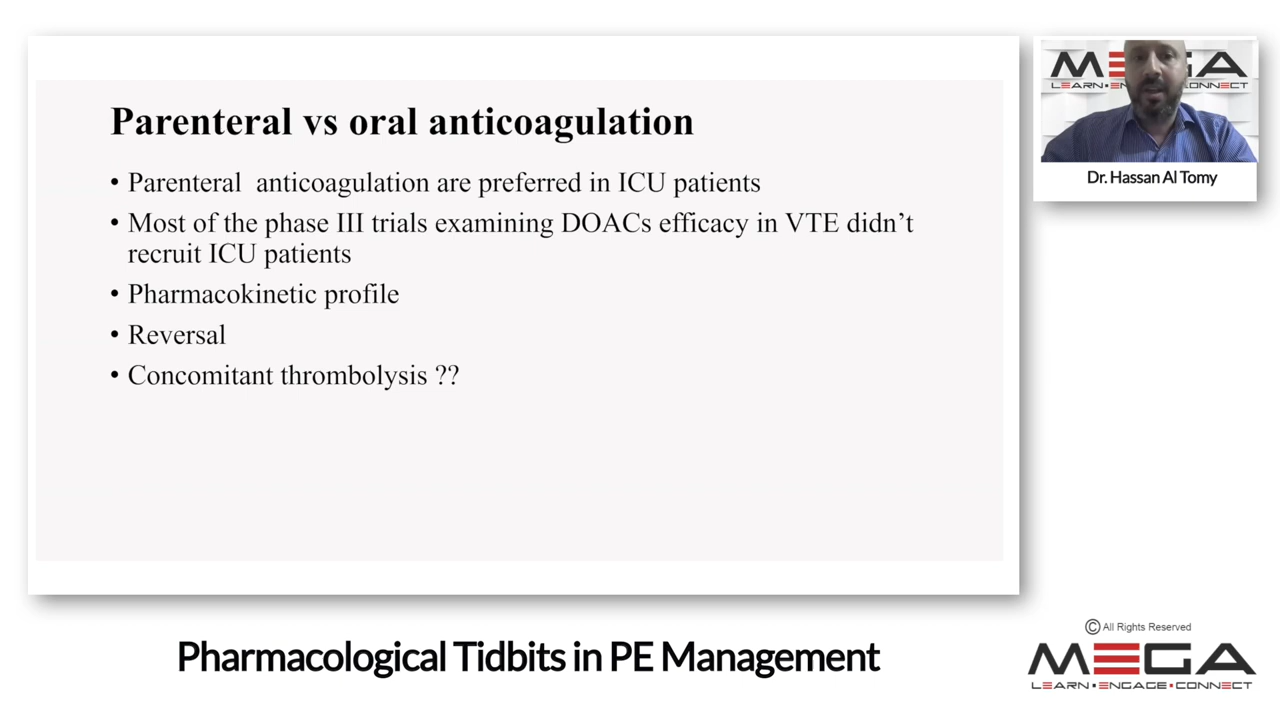 Parenteral vs oral anticoagulation
• Parenteral anticoagulation are preferred in ICU patients
• Most of the phase III trials examining DOACs efficacy in VTE didn’t
recruit ICU patients
• Pharmacokinetic profile
• Reversal
• Concomitant thrombolysis ??
LEARN
Dr. Hassan Al Tomy
Pharmacological Tidbits in PE Management
© All Rights Reserved
MEGA
LEARN▪ENGAGE▪CONNECT